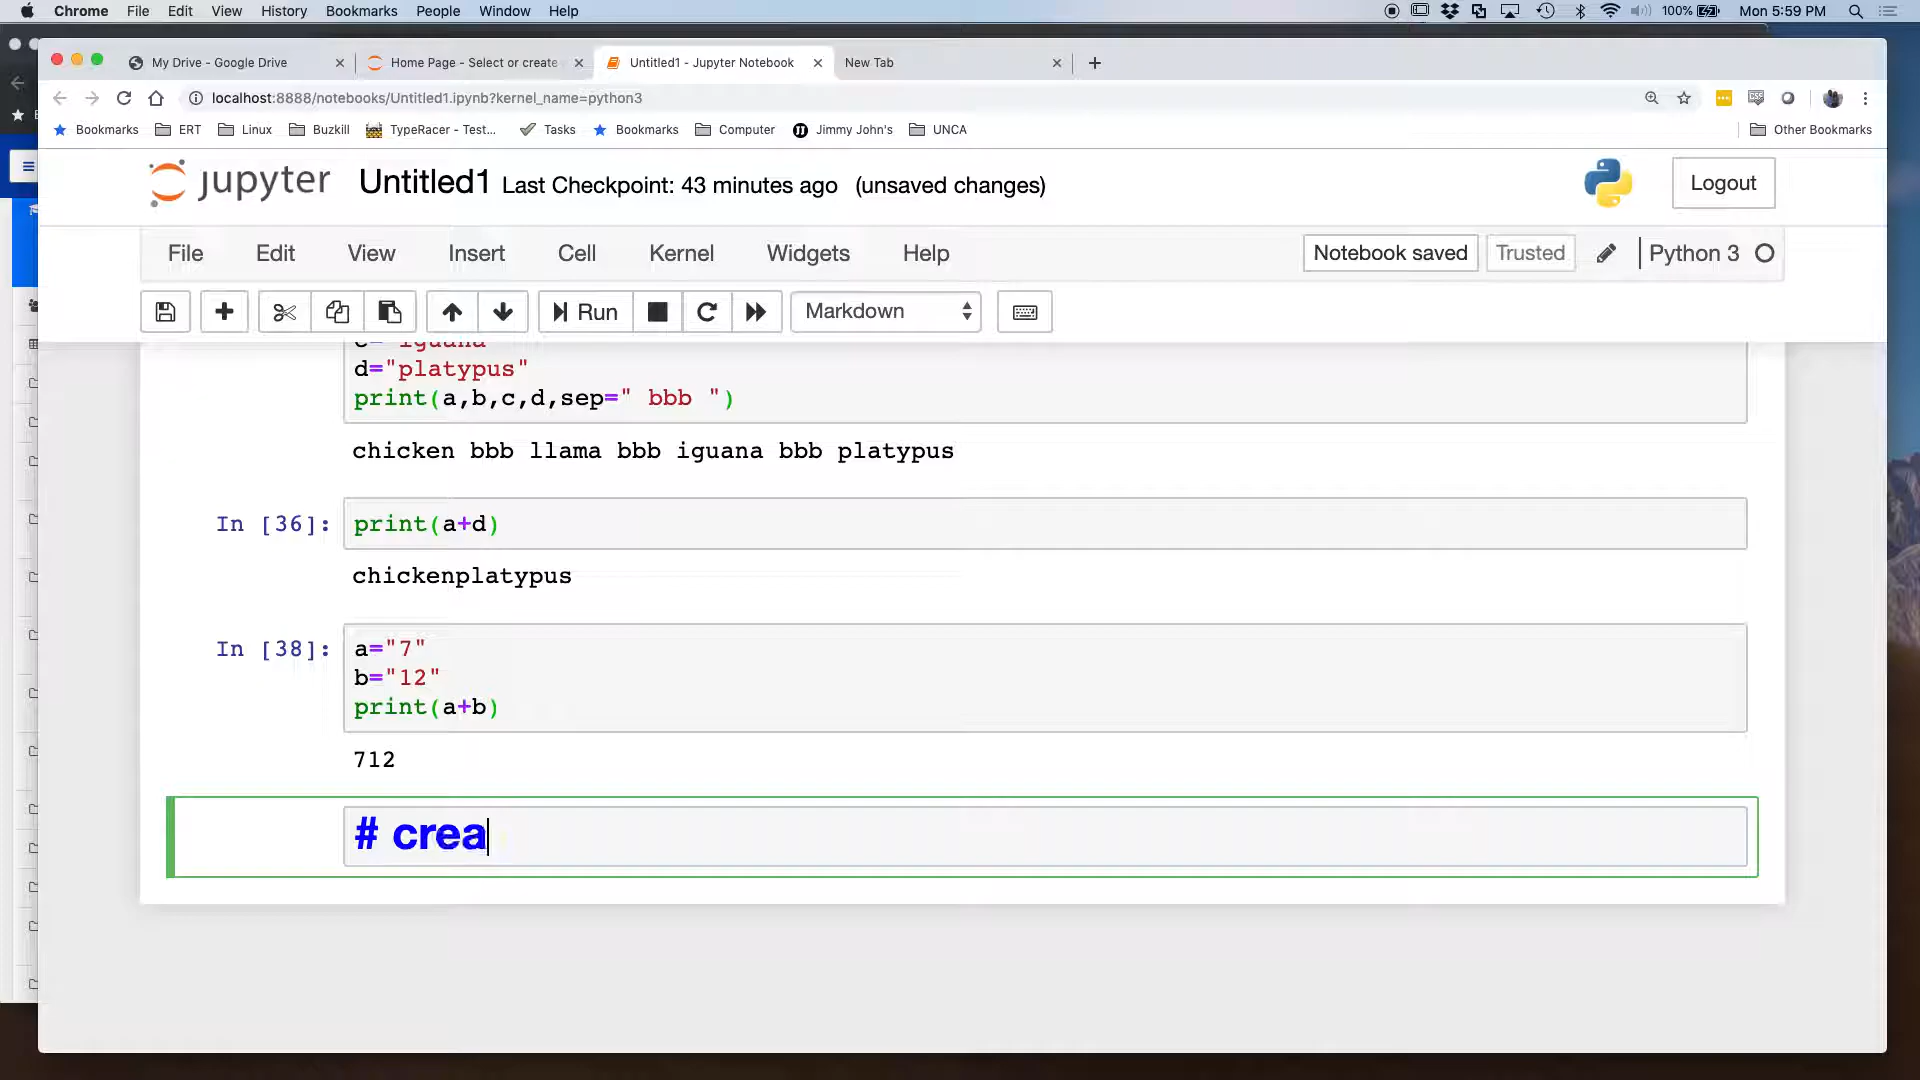 Chrome File Edit View History Bookmarks People Window Help 100% Mon 5:59 PM
My Drive - Google Drive Home Page - Select or create Untitled1 - Jupyter Notebook New Tab
localhost:8888/notebooks/Untitled1.ipynb?kernel_name=python3
Bookmarks ERT Linux Buzkill TypeRacer - Test... Tasks Bookmarks Computer Jimmy John's UNCA Other Bookmarks
jupyter Untitled1 Last Checkpoint: 43 minutes ago (unsaved changes) Logout
File Edit View Insert Cell Kernel Widgets Help Notebook saved Trusted Python 3
Run Markdown
c="iguana"
d="platypus"
print(a,b,c,d,sep=" bbb ")
chicken bbb llama bbb iguana bbb platypus
In [36]: print(a+d)
chickenplatypus
In [38]: a="7"
b="12"
print(a+b)
712
# crea